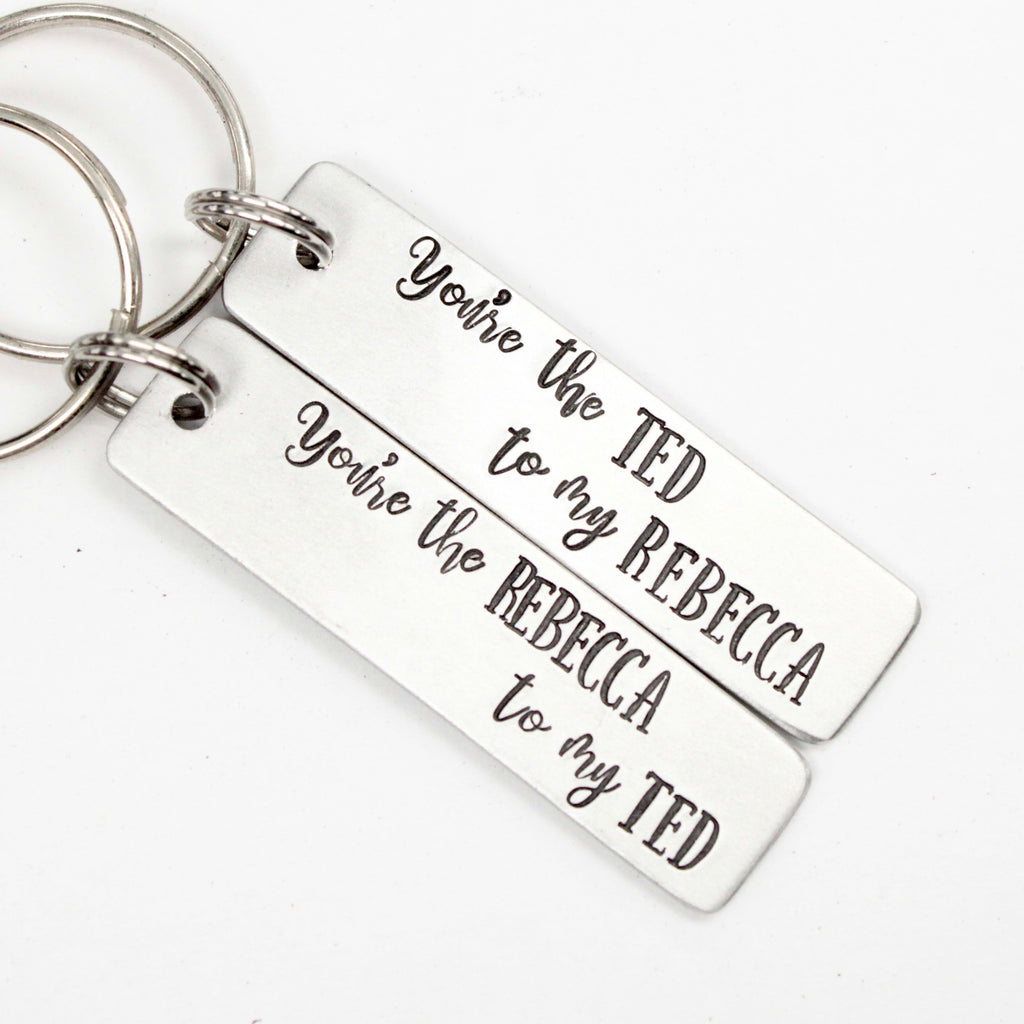 You're the TED
to my REBECCA
You're the REBECCA
to my TED